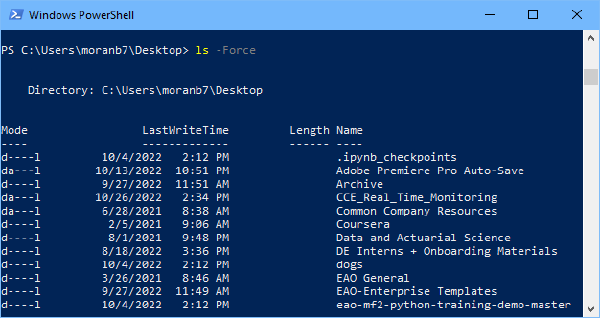 Windows PowerShell
PS C:\Users\moranb7\Desktop> ls -Force
Directory: C:\Users\moranb7\Desktop
Mode LastWriteTime Length Name
---- ------------- ------ ----
d----l 10/4/2022 2:12 PM .ipynb_checkpoints
da---l 10/13/2022 10:51 PM Adobe Premiere Pro Auto-Save
d----l 9/27/2022 11:51 AM Archive
da---l 10/26/2022 2:34 PM CCE_Real_Time_Monitoring
da---l 6/28/2021 8:38 AM Common Company Resources
d----l 2/5/2021 9:06 AM Coursera
d----l 8/1/2021 9:48 PM Data and Actuarial Science
d----l 8/18/2022 3:36 PM DE Interns + Onboarding Materials
d----l 10/4/2022 2:12 PM dogs
d----l 3/26/2021 8:46 AM EAO General
d----l 9/27/2022 11:49 AM EAO-Enterprise Templates
d----l 10/4/2022 2:12 PM eao-mf2-python-training-demo-master